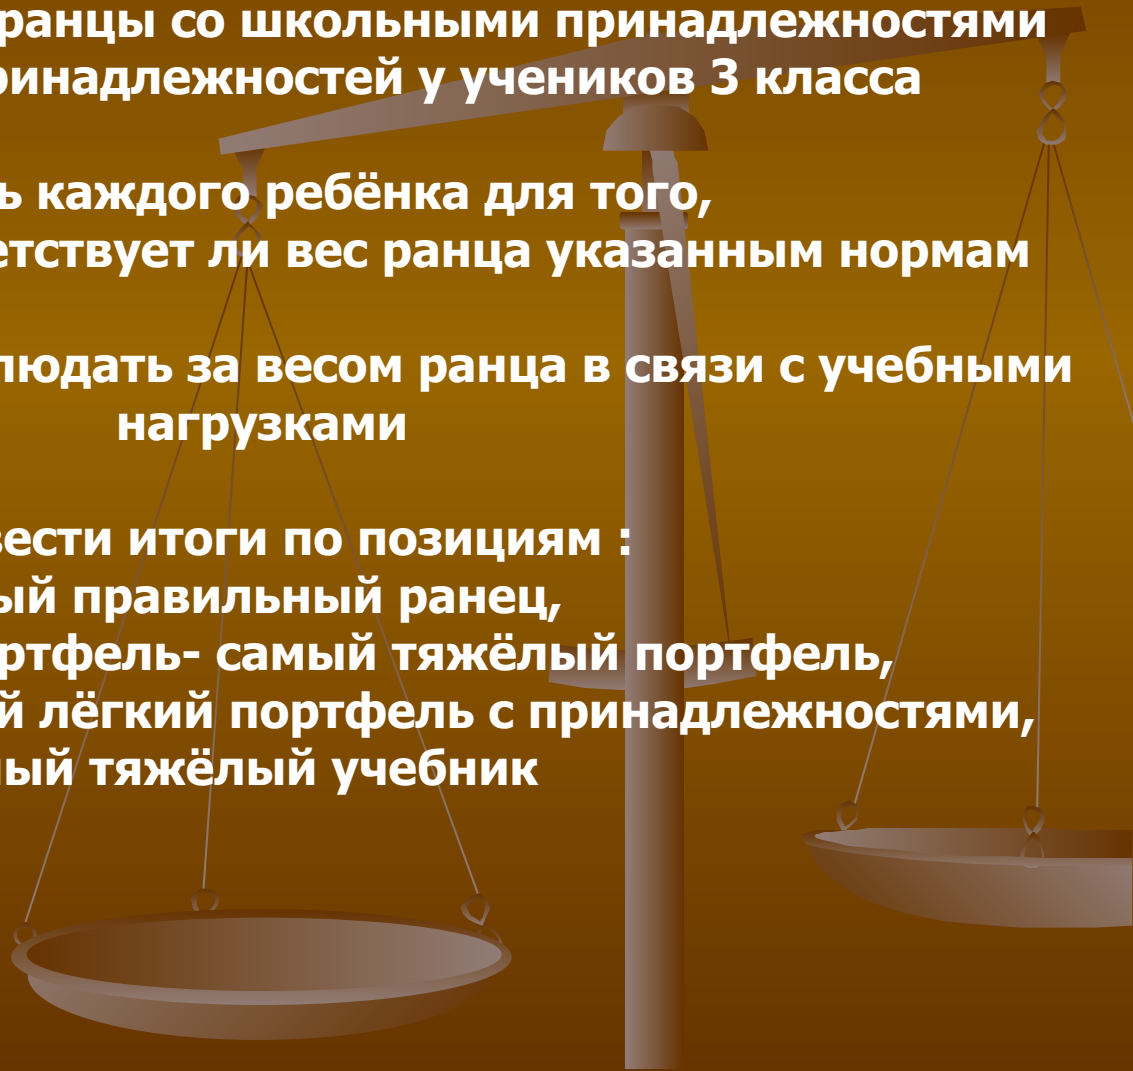 ранцы со школьными принадлежностями
ринадлежностей у учеников 3 класса
ь каждого ребёнка для того,
етствует ли вес ранца указанным нормам
людать за весом ранца в связи с учебными
нагрузками
вести итоги по позициям :
ый правильный ранец,
ртфель- самый тяжёлый портфель,
й лёгкий портфель с принадлежностями,
ый тяжёлый учебник